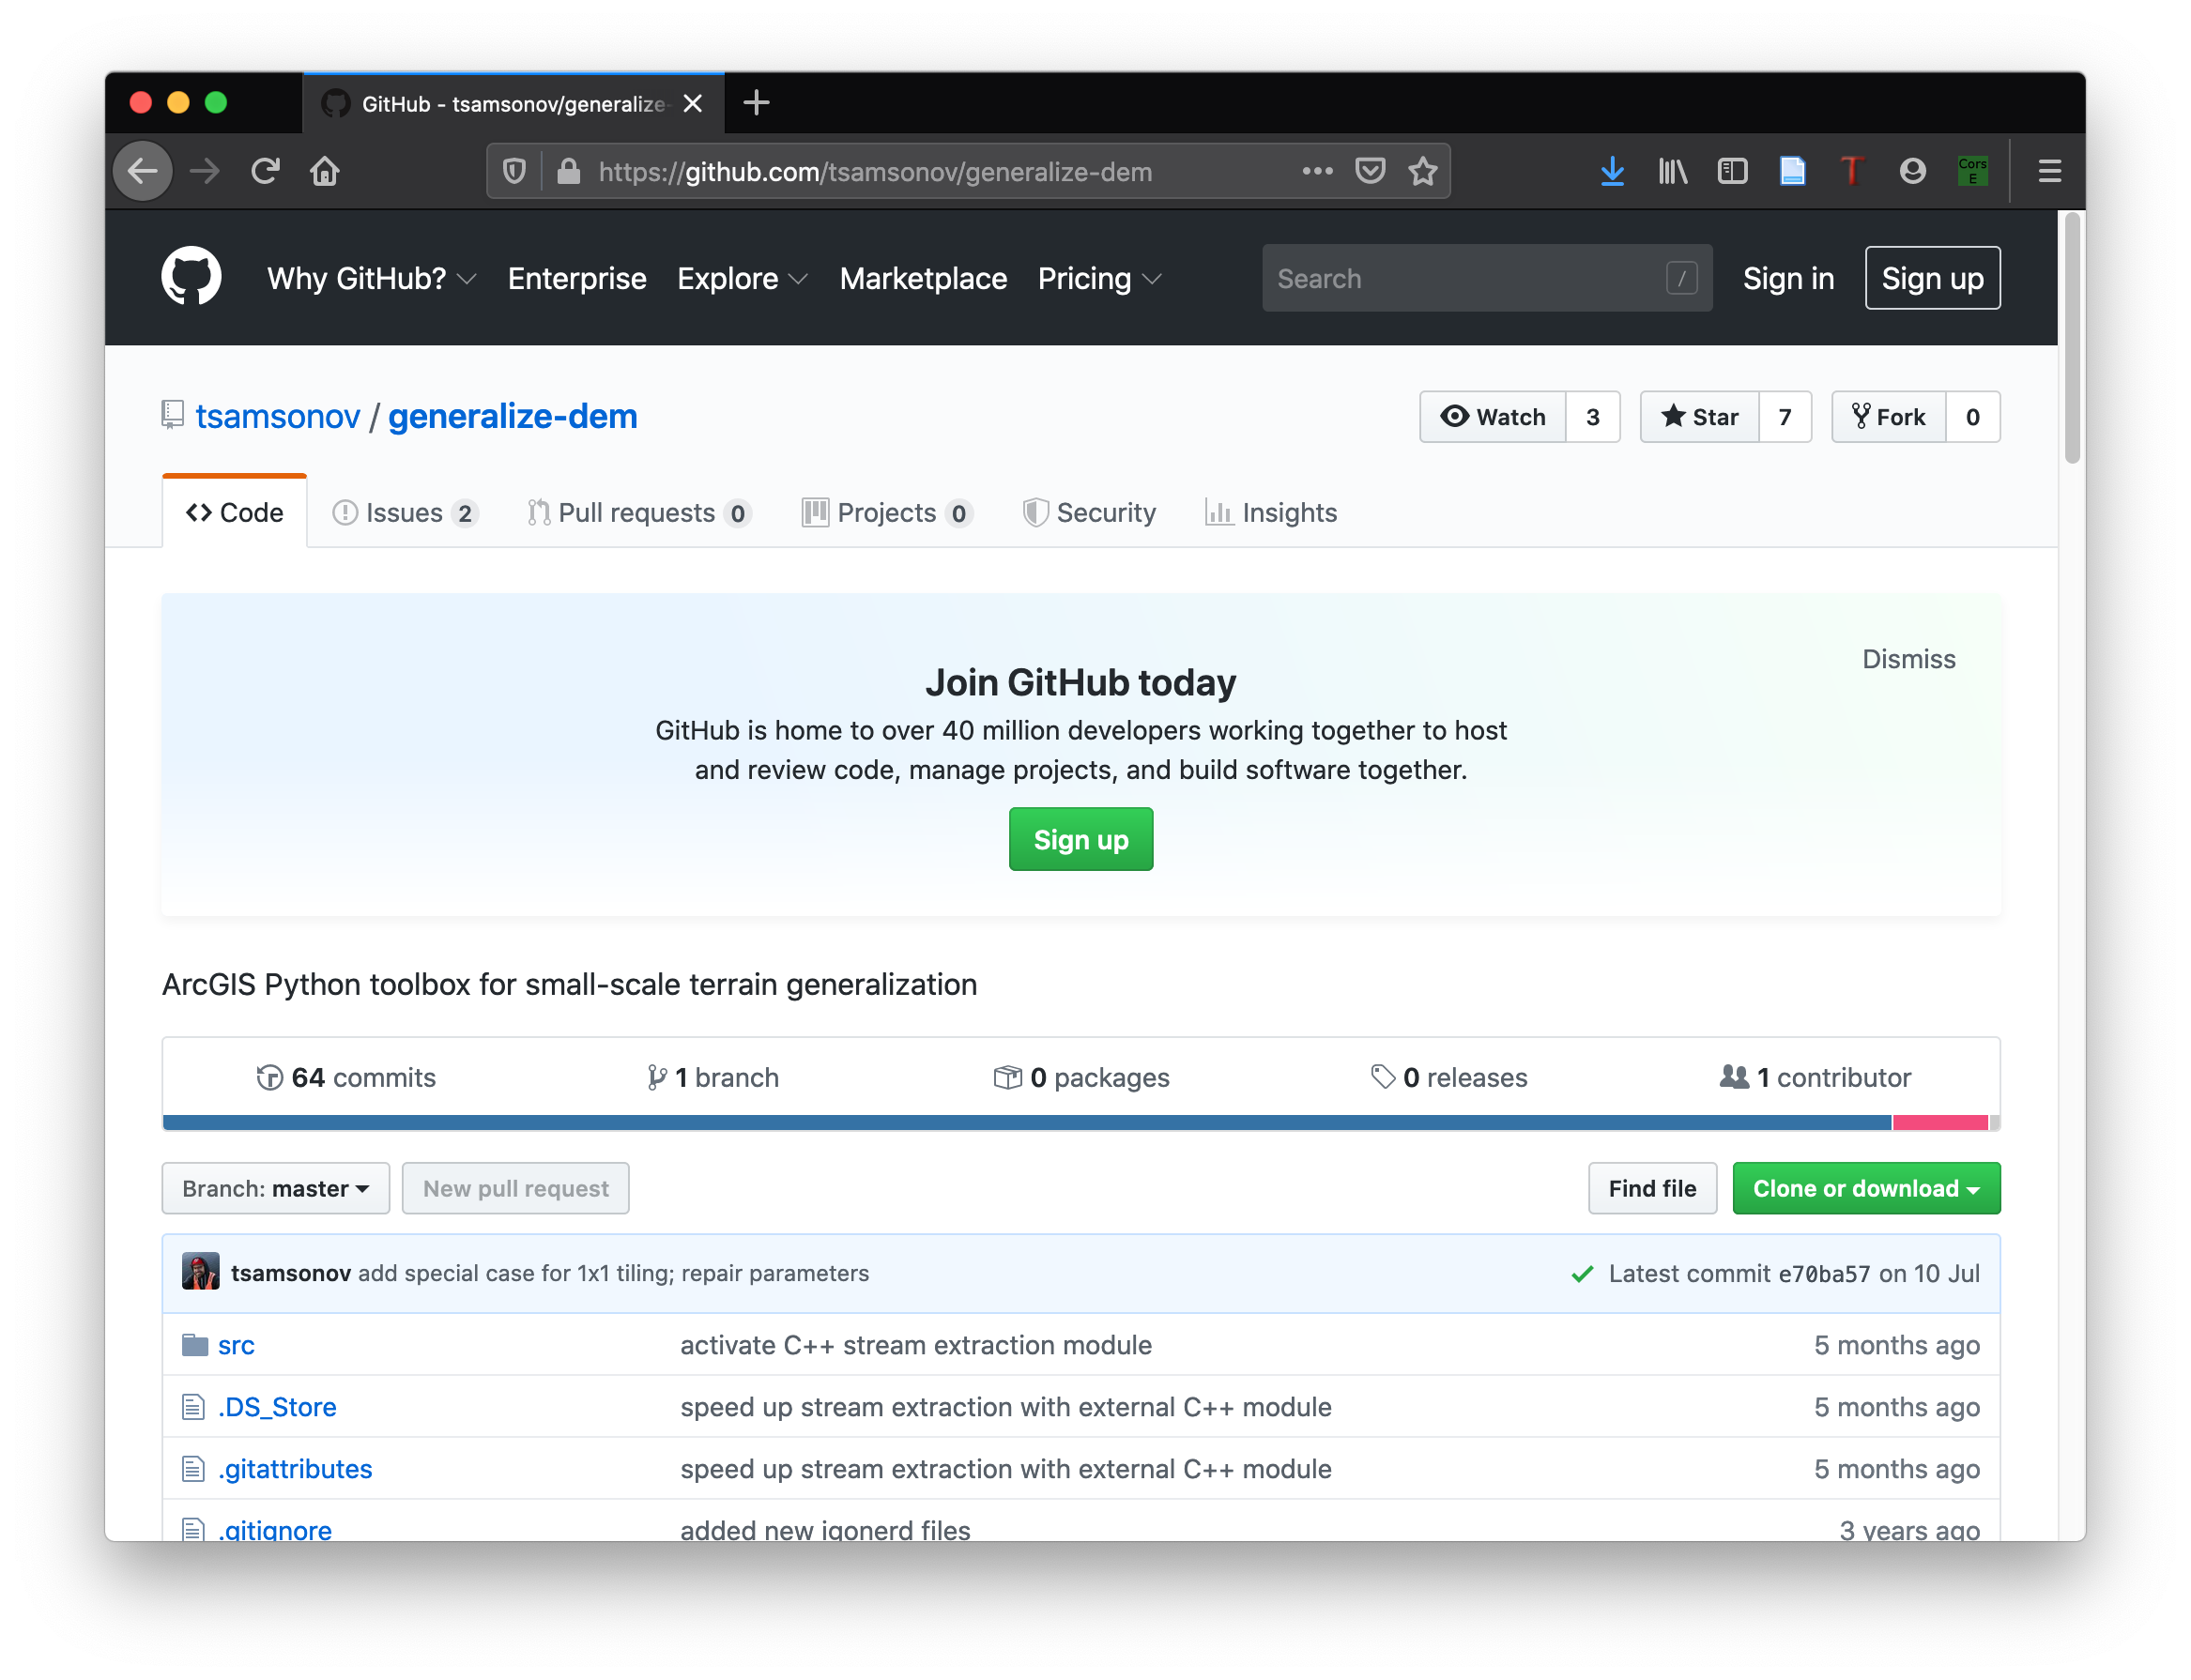 GitHub - tsamsonov/generalize-
https://github.com/tsamsonov/generalize-dem
T
Cors
E
Why GitHub? Enterprise Explore Marketplace Pricing Search / Sign in Sign up
tsamsonov / generalize-dem
Watch 3 Star 7 Fork 0
Code Issues 2 Pull requests 0 Projects 0 Security Insights
Dismiss
Join GitHub today
GitHub is home to over 40 million developers working together to host
and review code, manage projects, and build software together.
Sign up
ArcGIS Python toolbox for small-scale terrain generalization
64 commits 1 branch 0 packages 0 releases 1 contributor
Branch: master New pull request Find file Clone or download
tsamsonov add special case for 1x1 tiling; repair parameters Latest commit e70ba57 on 10 Jul
src activate C++ stream extraction module 5 months ago
.DS_Store speed up stream extraction with external C++ module 5 months ago
.gitattributes speed up stream extraction with external C++ module 5 months ago
.gitignore added new igonerd files 3 years ago